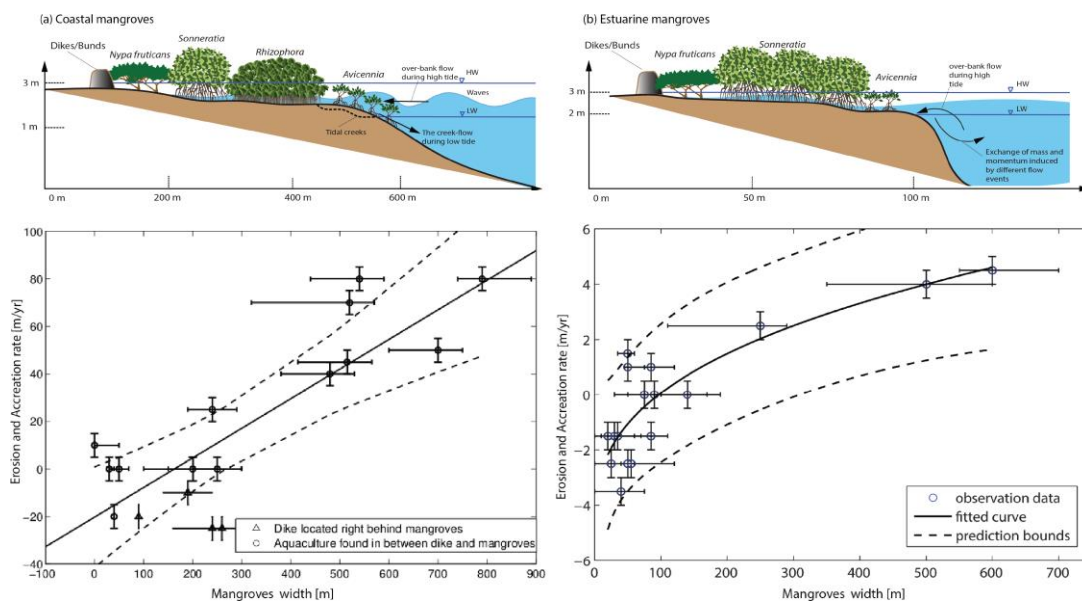 (a) Coastal mangroves
Dikes/Bunds
Nypa fruticans
Sonneratia
Rhizophora
Avicennia
over-bank flow
during high tide
HW
Waves
LW
3 m
1 m
Tidal creeks
The creek-flow
during low tide
0 m
200 m
400 m
600 m
(b) Estuarine mangroves
Dikes/Bunds
Nypa fruticans
Sonneratia
Avicennia
over-bank flow
during high
tide
HW
LW
3 m
2 m
Exchange of mass and
momentum induced
by different flow
events
0 m
50 m
100 m
Erosion and Accreation rate [m/yr]
100
80
60
40
20
0
-20
-40
-100
0
100
200
300
400
500
600
700
800
900
Mangroves width [m]
Dike located right behind mangroves
Aquaculture found in between dike and mangroves
Erosion and Accreation rate [m/yr]
6
4
2
0
-2
-4
-6
0
100
200
300
400
500
600
700
Mangroves width [m]
observation data
fitted curve
prediction bounds